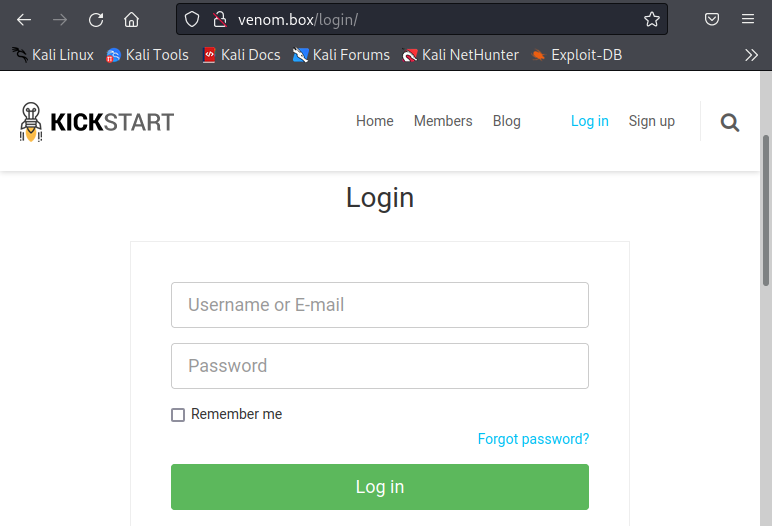 venom.box/login/
Kali Linux Kali Tools Kali Docs Kali Forums Kali NetHunter Exploit-DB
KICKSTART Home Members Blog Log in Sign up
Login
Username or E-mail
Password
Remember me
Forgot password?
Log in